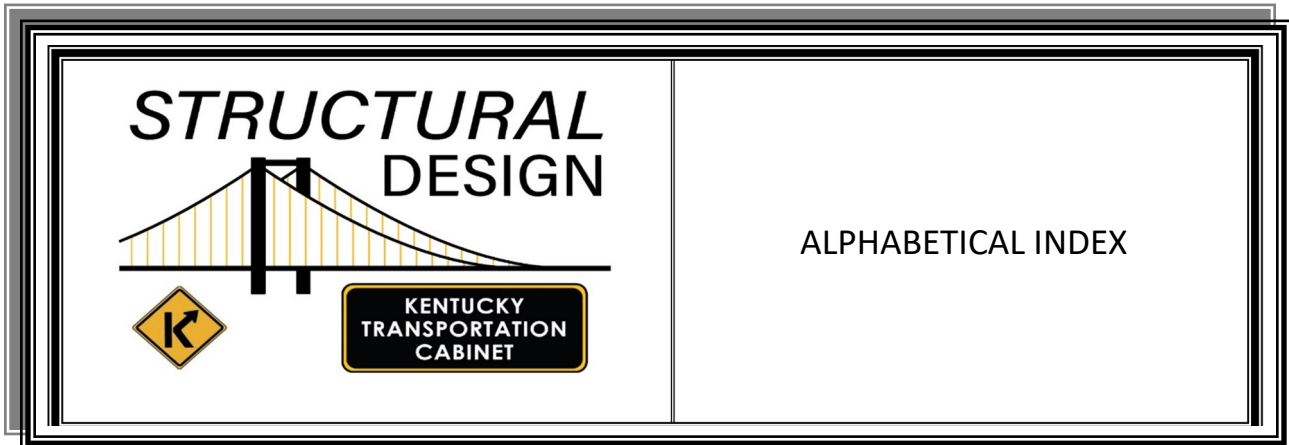 STRUCTURAL
DESIGN
KENTUCKY
TRANSPORTATION
CABINET
ALPHABETICAL INDEX